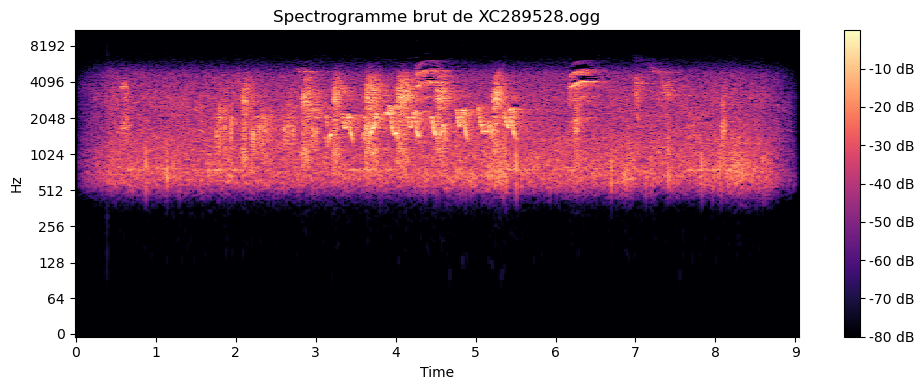 Spectrogramme brut de XC289528.ogg
Hz
8192
4096
2048
1024
512
256
128
64
0
0 1 2 3 4 5 6 7 8 9
Time
-10 dB
-20 dB
-30 dB
-40 dB
-50 dB
-60 dB
-70 dB
-80 dB